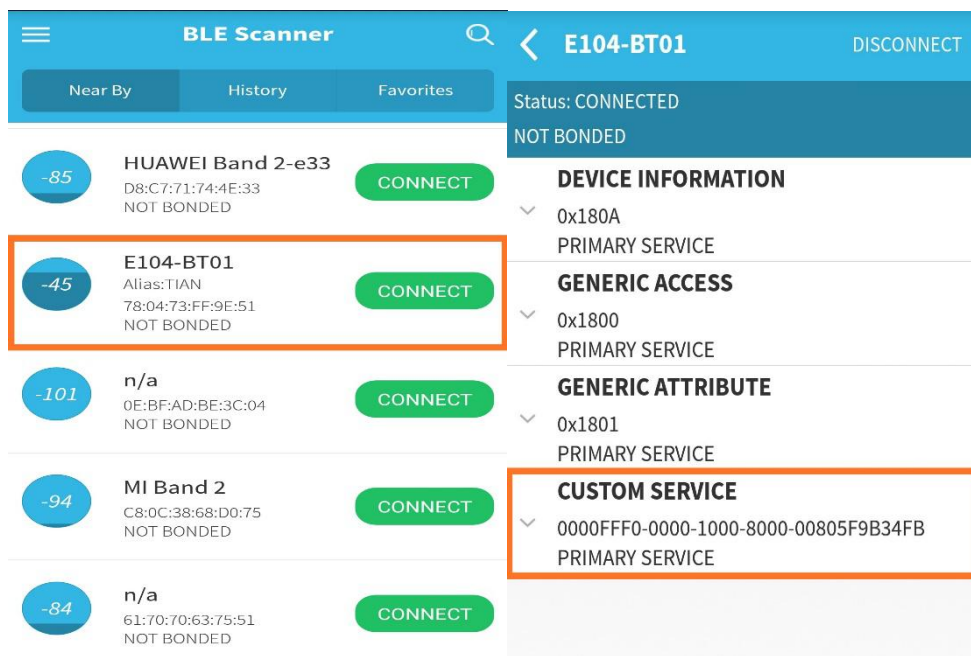 BLE Scanner
Near By
History
Favorites
-85
HUAWEI Band 2-e33
D8:C7:71:74:4E:33
NOT BONDED
CONNECT
-45
E104-BT01
Alias:TIAN
78:04:73:FF:9E:51
NOT BONDED
CONNECT
-101
n/a
0E:BF:AD:BE:3C:04
NOT BONDED
CONNECT
-94
MI Band 2
C8:0C:38:68:D0:75
NOT BONDED
CONNECT
-84
n/a
61:70:70:63:75:51
NOT BONDED
CONNECT
E104-BT01
DISCONNECT
Status: CONNECTED
NOT BONDED
DEVICE INFORMATION
0x180A
PRIMARY SERVICE
GENERIC ACCESS
0x1800
PRIMARY SERVICE
GENERIC ATTRIBUTE
0x1801
PRIMARY SERVICE
CUSTOM SERVICE
0000FFF0-0000-1000-8000-00805F9B34FB
PRIMARY SERVICE